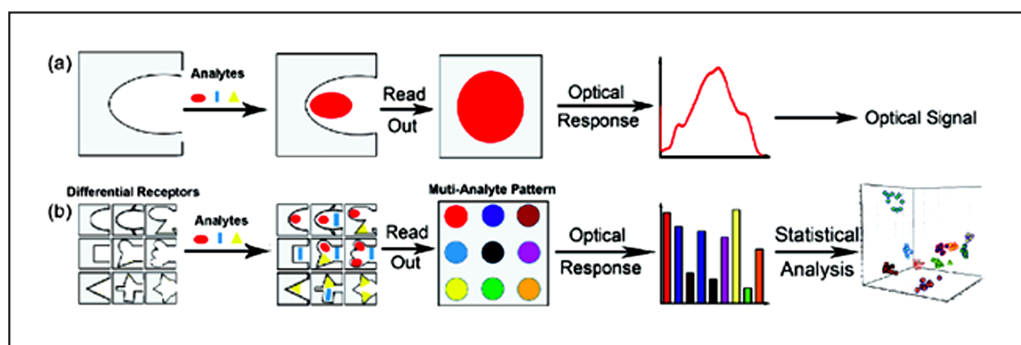 (a)
Analytes
Read
Out
Optical
Response
Optical Signal
Differential Receptors
(b)
Analytes
Read
Out
Muti-Analyte Pattern
Optical
Response
Statistical
Analysis